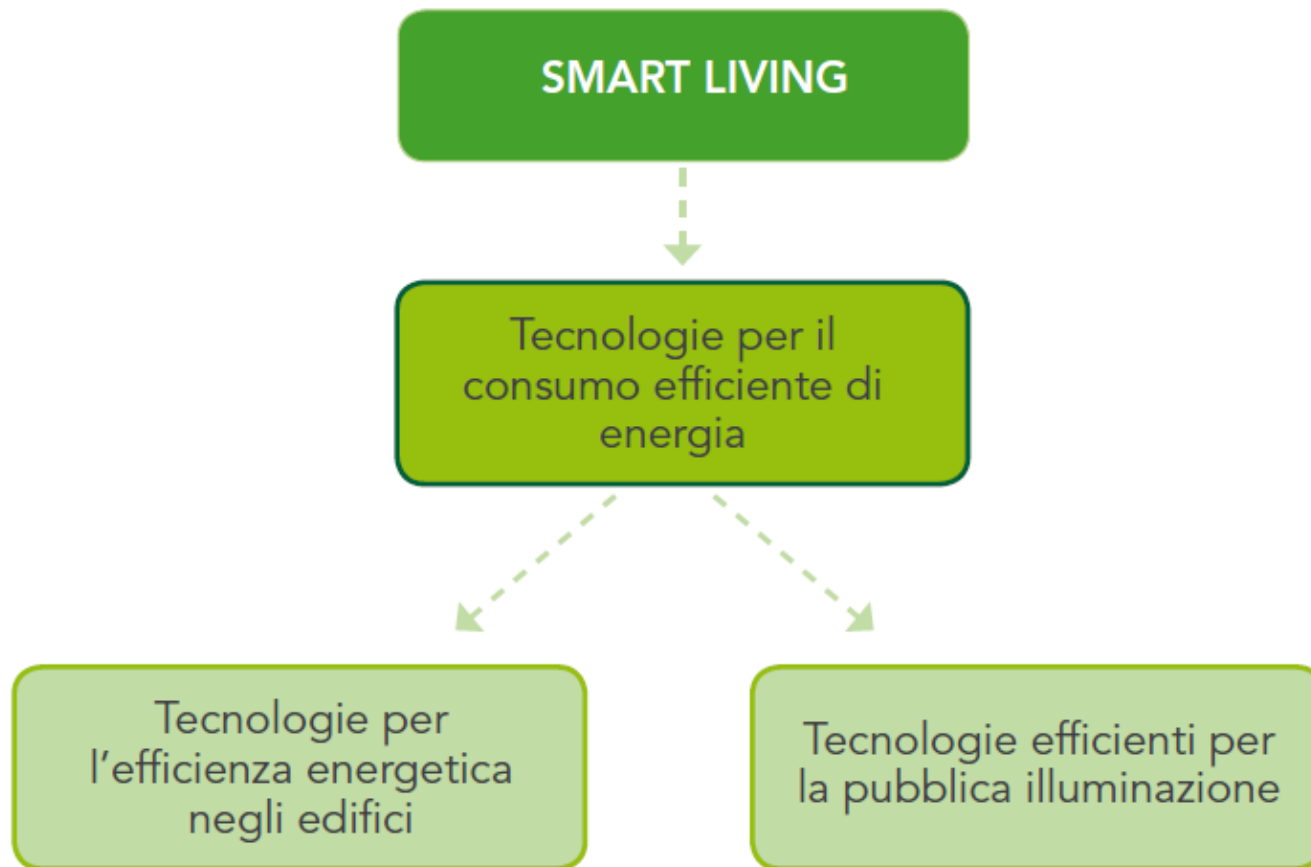 SMART LIVING
Tecnologie per il
consumo efficiente di
energia
Tecnologie per
l’efficienza energetica
negli edifici
Tecnologie efficienti per
la pubblica illuminazione